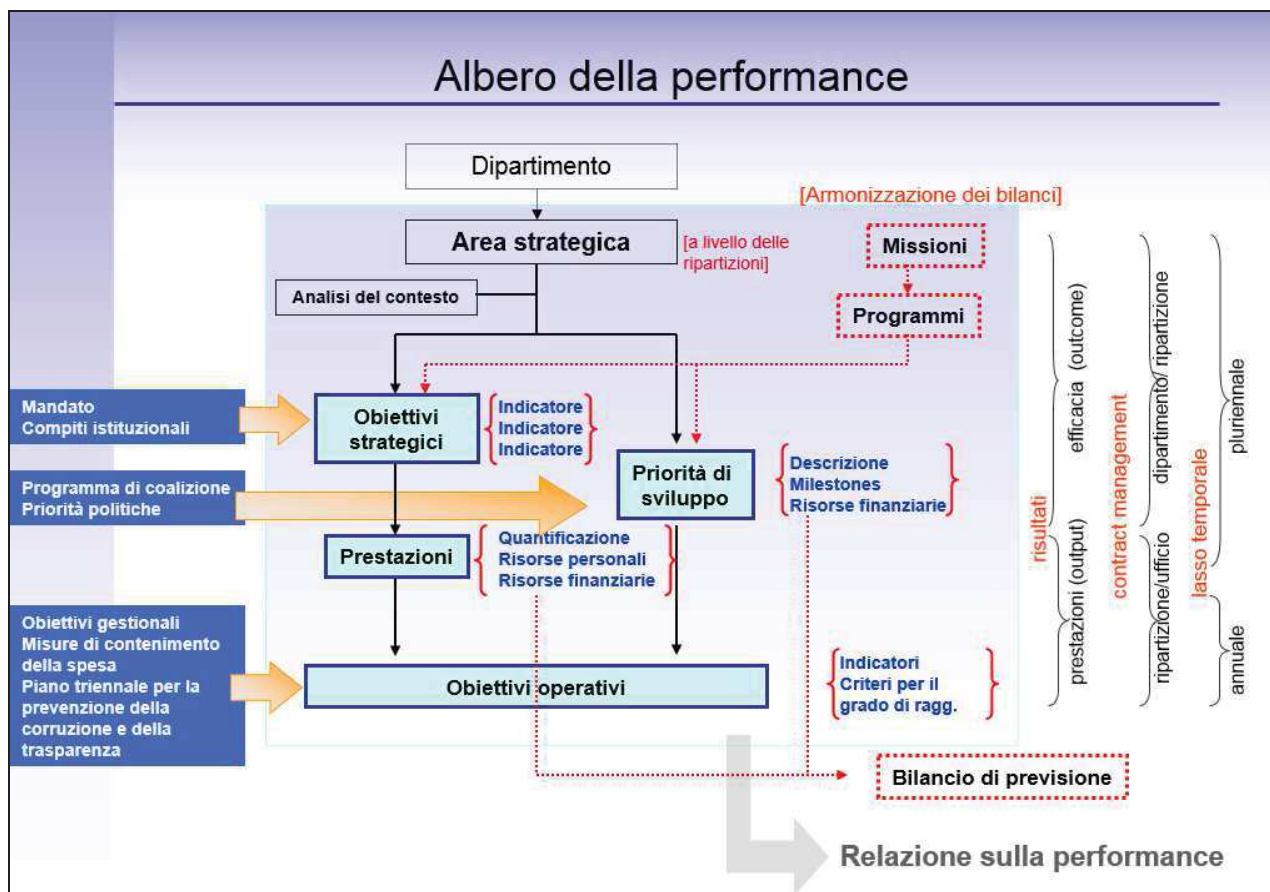 Albero della performance
Dipartimento
[Armonizzazione dei bilanci]
Area strategica
[a livello delle
ripartizioni]
Missioni
Analisi del contesto
Programmi
Mandato
Compiti istituzionali
Obiettivi
strategici
Indicatore
Indicatore
Indicatore
Programma di coalizione
Priorità politiche
Priorità di
sviluppo
Descrizione
Milestones
Risorse finanziarie
Prestazioni
Quantificazione
Risorse personali
Risorse finanziarie
Obiettivi gestionali
Misure di contenimento
della spesa
Piano triennale per la
prevenzione della
corruzione e della
trasparenza
Obiettivi operativi
Indicatori
Criteri per il
grado di ragg.
risultati
efficacia (outcome)
prestazioni (output)
contract management
dipartimento/ ripartizione
ripartizione/ufficio
lasso temporale
pluriennale
annuale
Bilancio di previsione
Relazione sulla performance